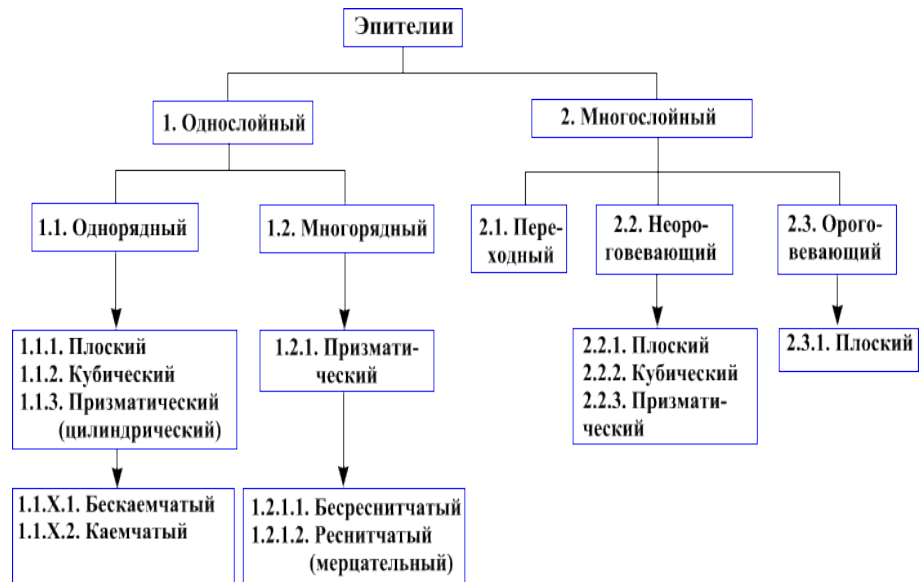 Эпителии
1. Однослойный
2. Многослойный
1.1. Однорядный
1.2. Многорядный
2.1. Пере-
ходный
2.2. Неоро-
говевающий
2.3. Орого-
вевающий
1.1.1. Плоский
1.1.2. Кубический
1.1.3. Призматический
(цилиндрический)
1.2.1. Призмати-
ческий
2.2.1. Плоский
2.2.2. Кубический
2.2.3. Призмати-
ческий
2.3.1. Плоский
1.1.X.1. Бескаемчатый
1.1.X.2. Каемчатый
1.2.1.1. Бесреснитчатый
1.2.1.2. Реснитчатый
(мерцательный)